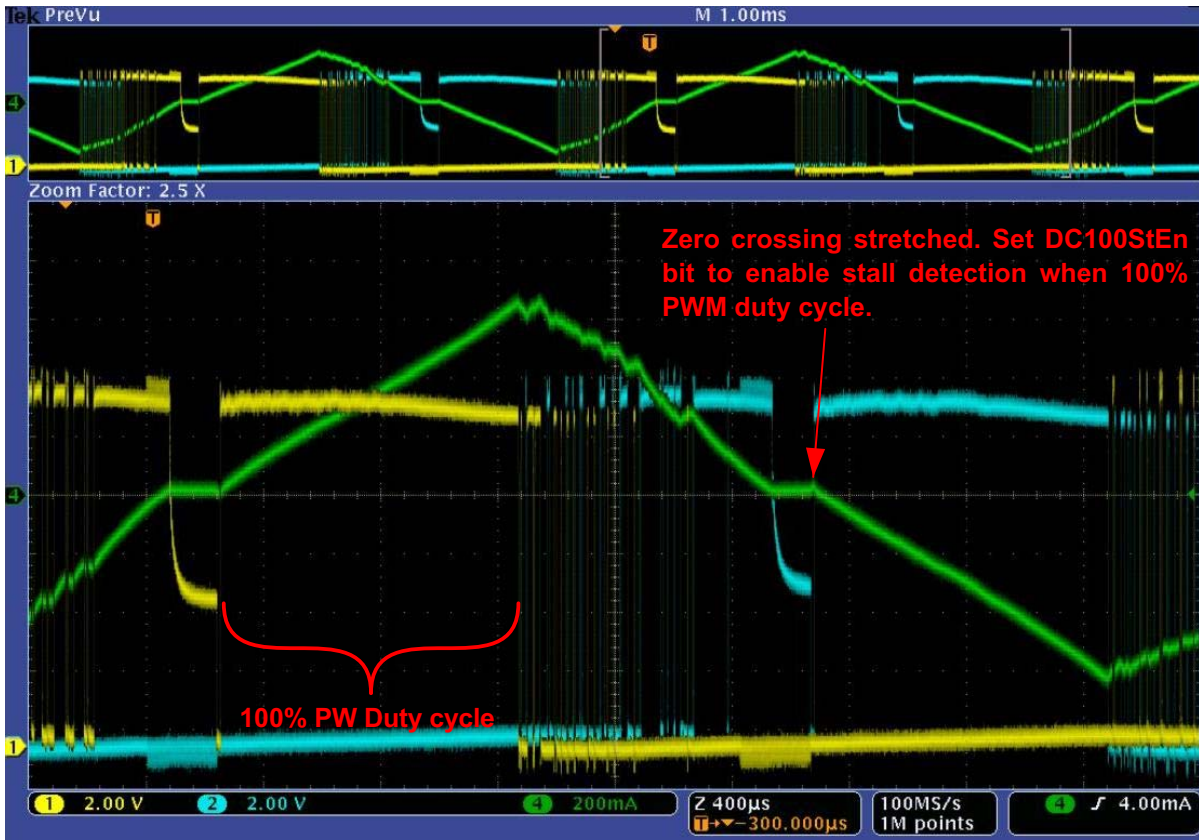 Tek PreVu M 1.00ms
T
4
1
Zoom Factor: 2.5 X
T
Zero crossing stretched. Set DC100StEn
bit to enable stall detection when 100%
PWM duty cycle.
4
100% PW Duty cycle
1
1 2.00 V 2 2.00 V 4 200mA Z 400µs 100MS/s 4 4.00mA
T→▼-300.000µs 1M points